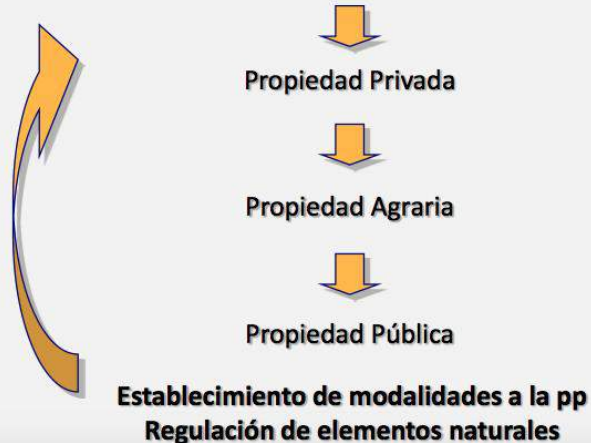 Propiedad Privada
Propiedad Agraria
Propiedad Pública
Establecimiento de modalidades a la pp
Regulación de elementos naturales